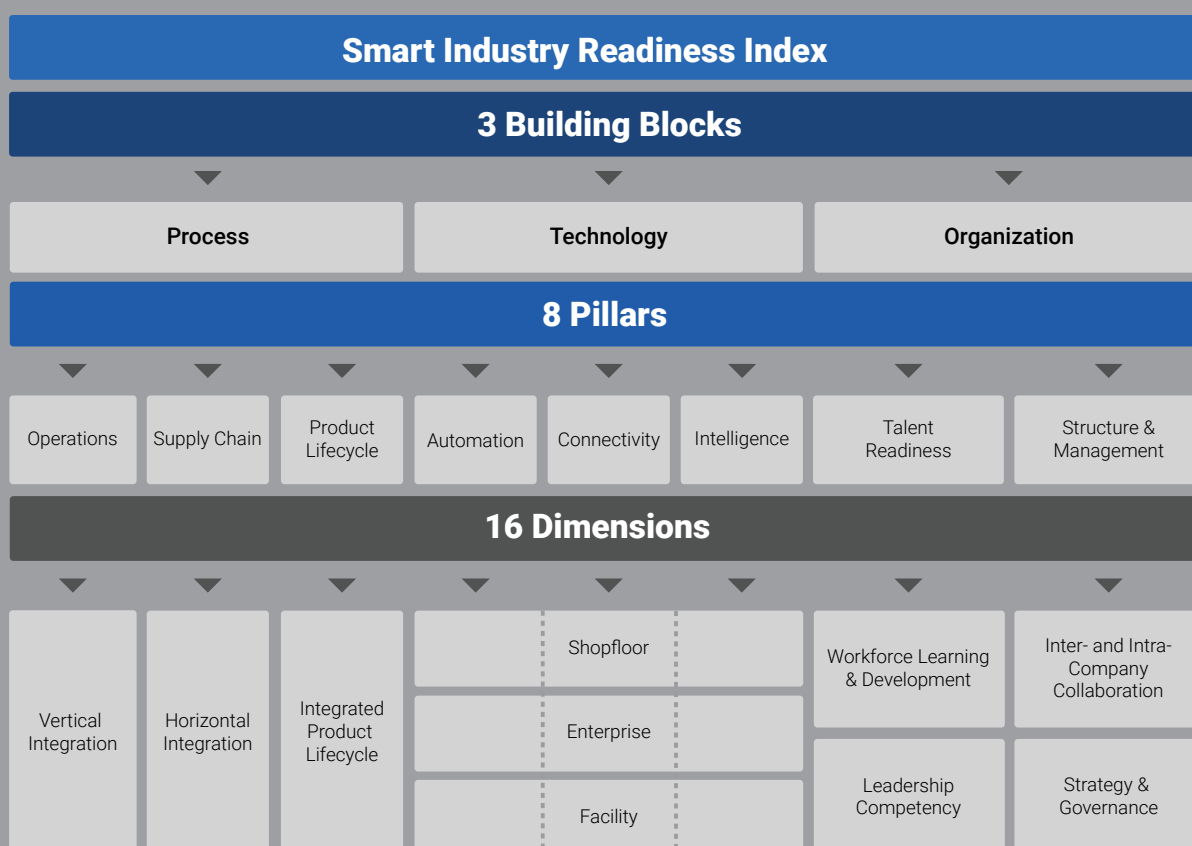 Smart Industry Readiness Index
3 Building Blocks
Process
Technology
Organization
8 Pillars
Operations
Supply Chain
Product
Lifecycle
Automation
Connectivity
Intelligence
Talent
Readiness
Structure &
Management
16 Dimensions
Vertical
Integration
Horizontal
Integration
Integrated
Product
Lifecycle
Shopfloor
Enterprise
Facility
Workforce Learning
& Development
Leadership
Competency
Inter- and Intra-
Company
Collaboration
Strategy &
Governance